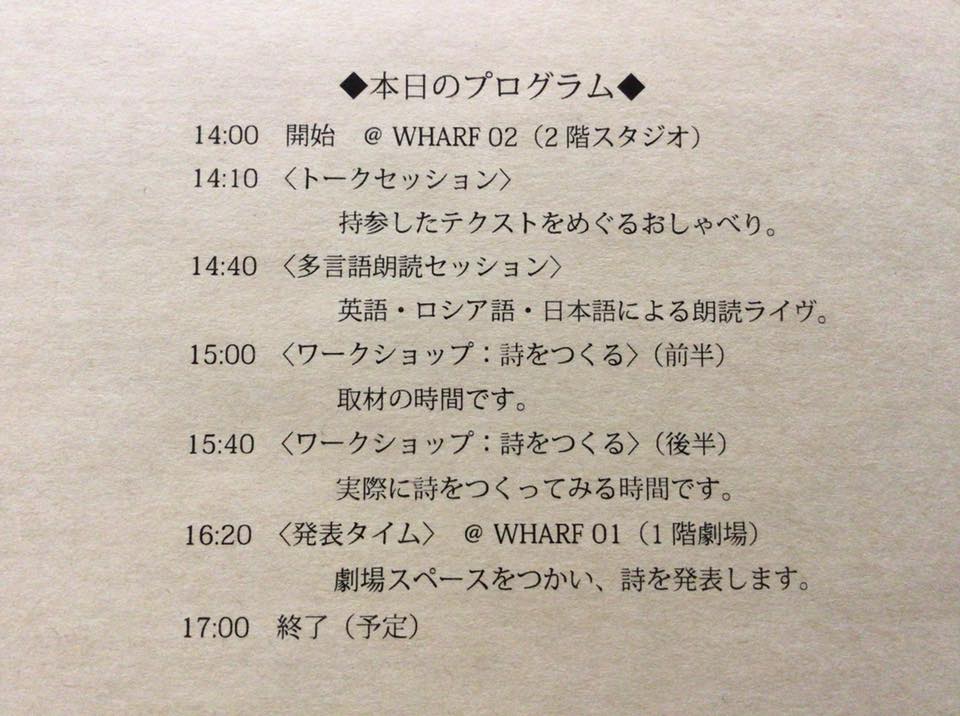 ◆本日のプログラム◆
14:00 開始 @ WHARF 02（2階スタジオ）
14:10 〈トークセッション〉
持参したテクストをめぐるおしゃべり。
14:40 〈多言語朗読セッション〉
英語・ロシア語・日本語による朗読ライヴ。
15:00 〈ワークショップ：詩をつくる〉（前半）
取材の時間です。
15:40 〈ワークショップ：詩をつくる〉（後半）
実際に詩をつくってみる時間です。
16:20 〈発表タイム〉 @ WHARF 01（1階劇場）
劇場スペースをつかい、詩を発表します。
17:00 終了（予定）